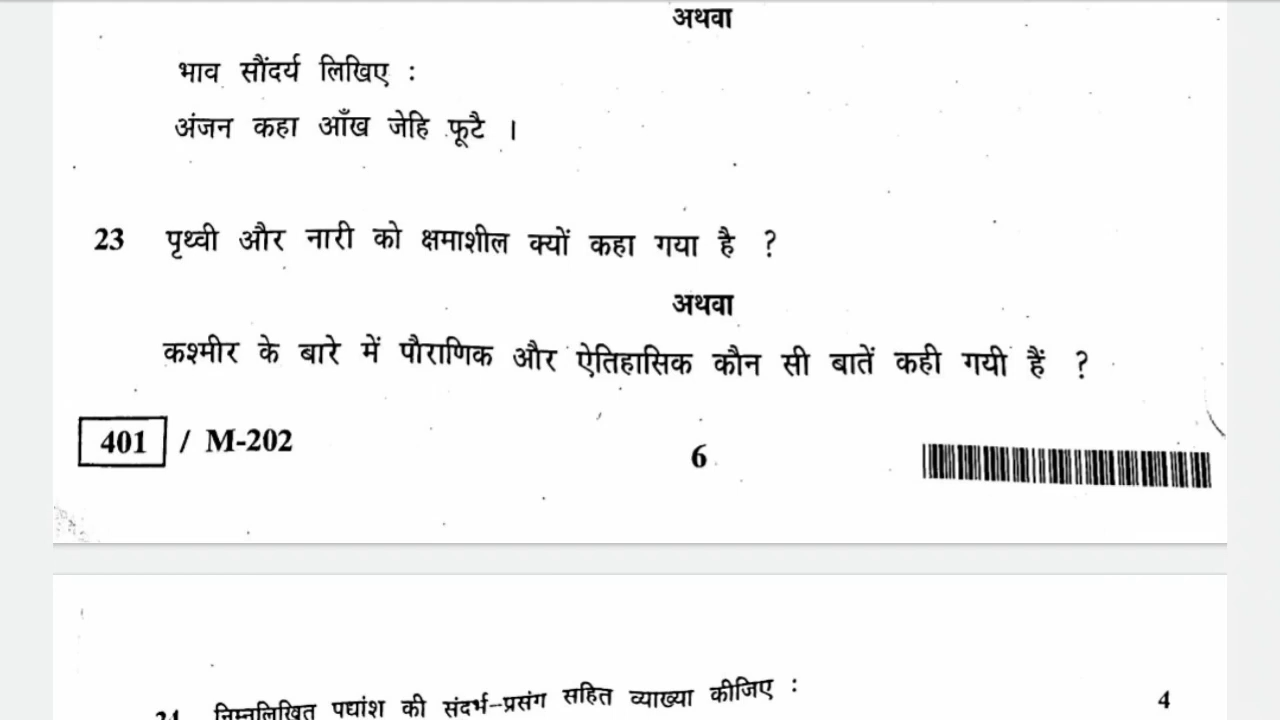 अथवा
भाव सौंदर्य लिखिए :
अंजन कहा आँख जेहि फूटै ।
23 पृथ्वी और नारी को क्षमाशील क्यों कहा गया है ?
अथवा
कश्मीर के बारे में पौराणिक और ऐतिहासिक कौन सी बातें कही गयी हैं ?
401 / M-202
6
24 निम्नलिखित पद्यांश की संदर्भ-प्रसंग सहित व्याख्या कीजिए : 4